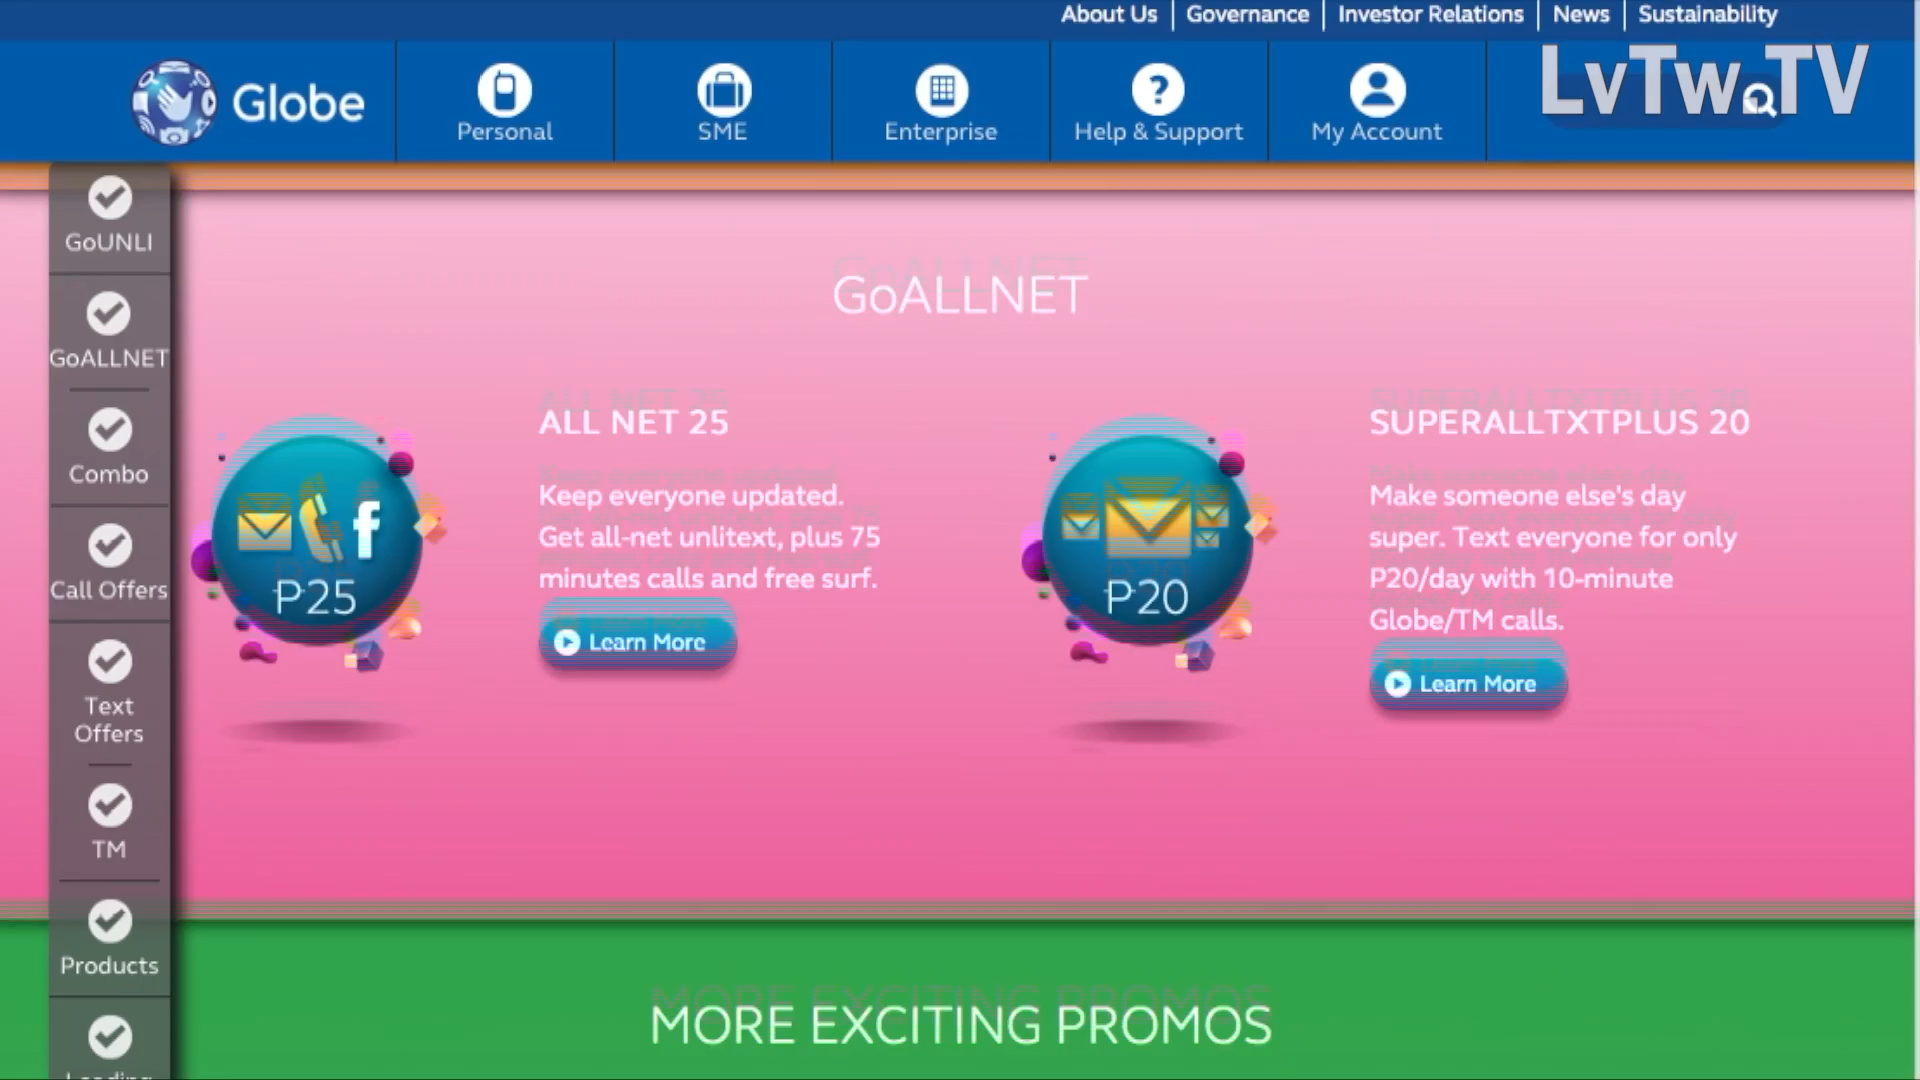 About Us
Governance
Investor Relations
News
Sustainability
Globe
Personal
SME
Enterprise
Help & Support
My Account
LvTw.TV
GoUNLI
GoALLNET
Combo
Call Offers
Text
Offers
TM
Products
GoALLNET
P25
ALL NET 25
Keep everyone updated.
Get all-net unlitext, plus 75
minutes calls and free surf.
Learn More
P20
SUPERALLTXTPLUS 20
Make someone else's day
super. Text everyone for only
P20/day with 10-minute
Globe/TM calls.
Learn More
MORE EXCITING PROMOS